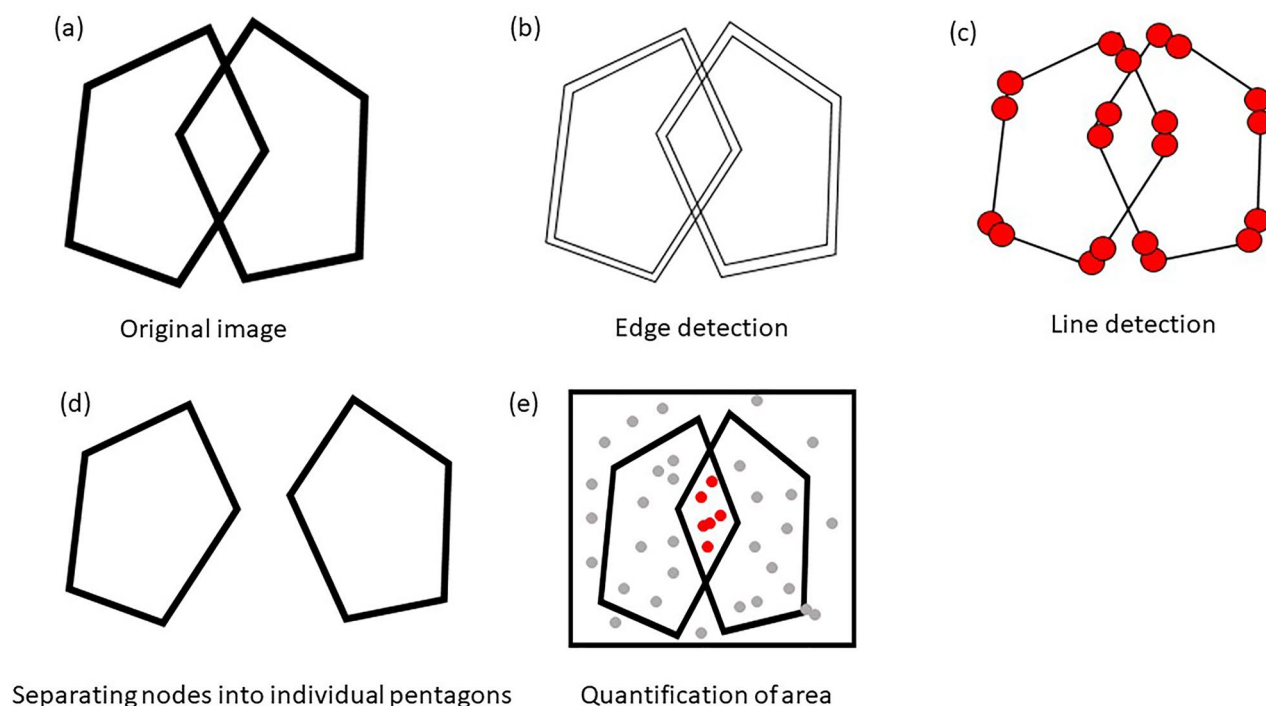 (a)
(b)
(c)
Original image
Edge detection
Line detection
(d)
(e)
Separating nodes into individual pentagons
Quantification of area